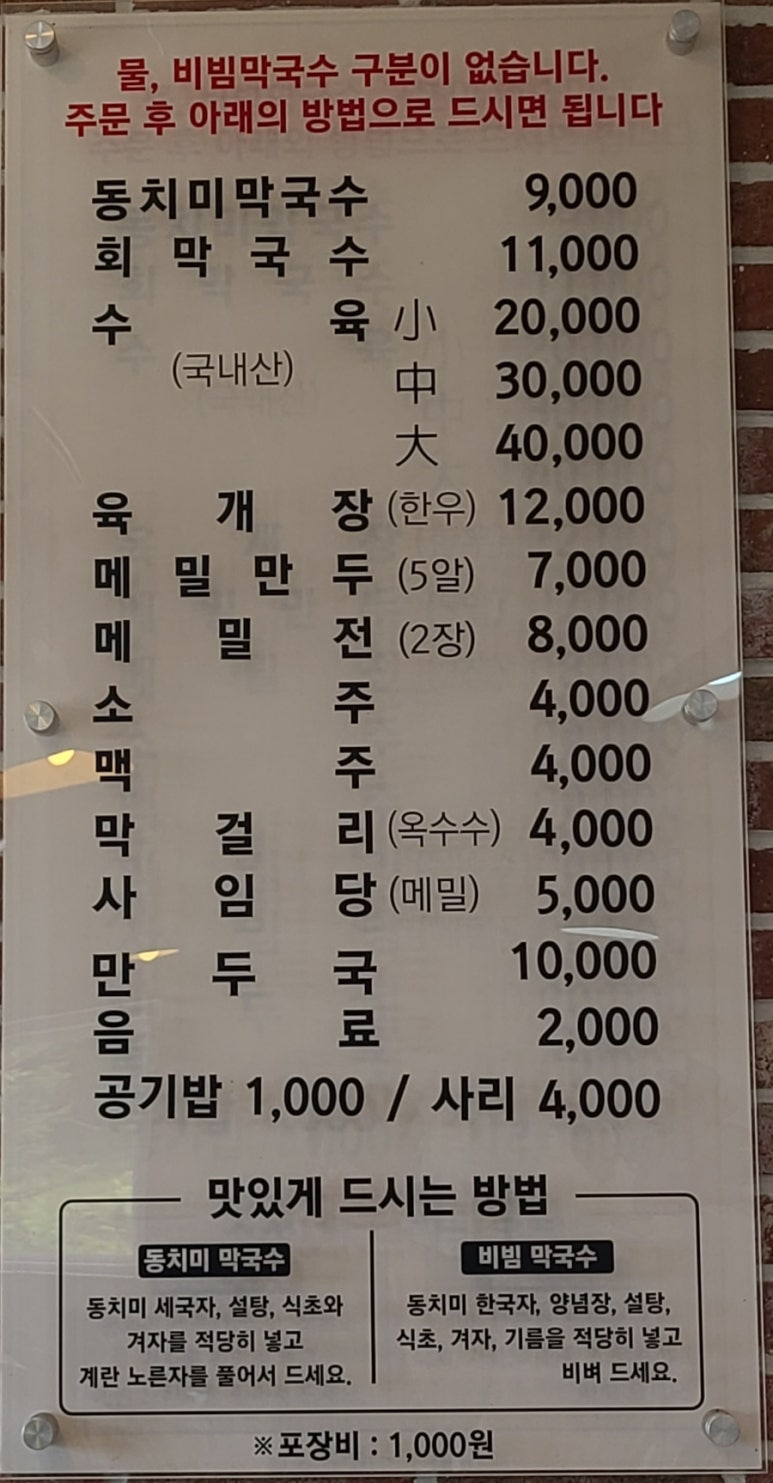 물, 비빔막국수 구분이 없습니다.
주문 후 아래의 방법으로 드시면 됩니다
동치미막국수 9,000
회 막 국 수 11,000
수 육 小 20,000
(국내산) 中 30,000
大 40,000
육 개 장 (한우) 12,000
메 밀 만 두 (5알) 7,000
메 밀 전 (2장) 8,000
소 주 4,000
맥 주 4,000
막 걸 리 (옥수수) 4,000
사 임 당 (메밀) 5,000
만 두 국 10,000
음 료 2,000
공기밥 1,000 / 사리 4,000
맛있게 드시는 방법
동치미 막국수
동치미 세국자, 설탕, 식초와
겨자를 적당히 넣고
계란 노른자를 풀어서 드세요.
비빔 막국수
동치미 한국자, 양념장, 설탕,
식초, 겨자, 기름을 적당히 넣고
비벼 드세요.
※포장비 : 1,000원